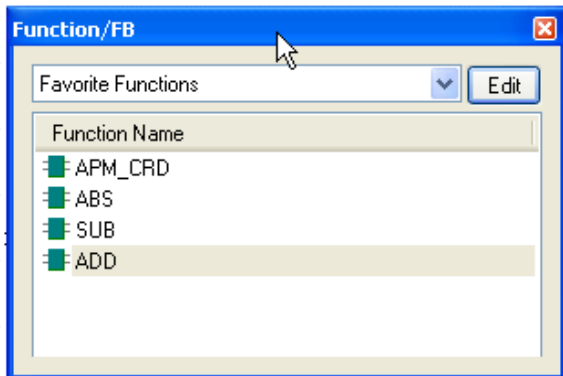 Function/FB
Favorite Functions
Edit
Function Name
APM_CRD
ABS
SUB
ADD